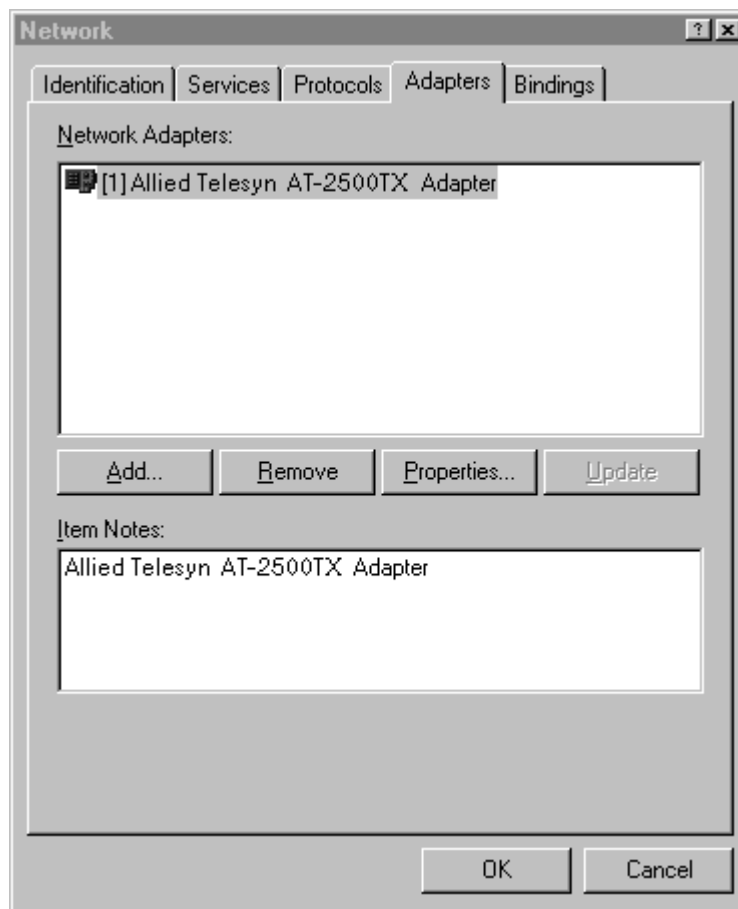 Network
Identification Services Protocols Adapters Bindings
Network Adapters:
[1] Allied Telesyn AT-2500TX Adapter
Add... Remove Properties... Update
Item Notes:
Allied Telesyn AT-2500TX Adapter
OK Cancel